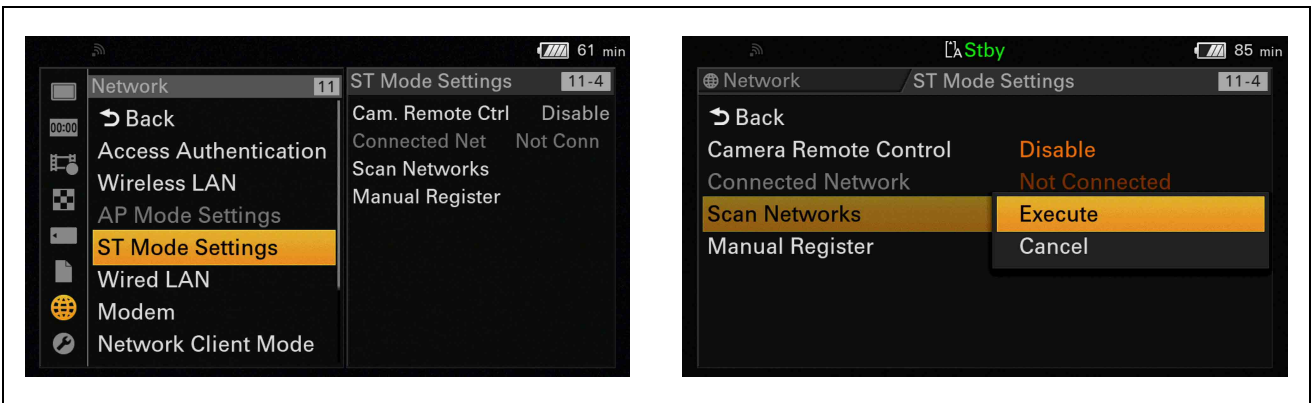 61 min
Network 11
Back
Access Authentication
Wireless LAN
AP Mode Settings
ST Mode Settings
Wired LAN
Modem
Network Client Mode
00:00
ST Mode Settings 11-4
Cam. Remote Ctrl Disable
Connected Net Not Conn
Scan Networks
Manual Register
A Stby 85 min
Network ST Mode Settings 11-4
Back
Camera Remote Control Disable
Connected Network Not Connected
Scan Networks Execute
Manual Register Cancel